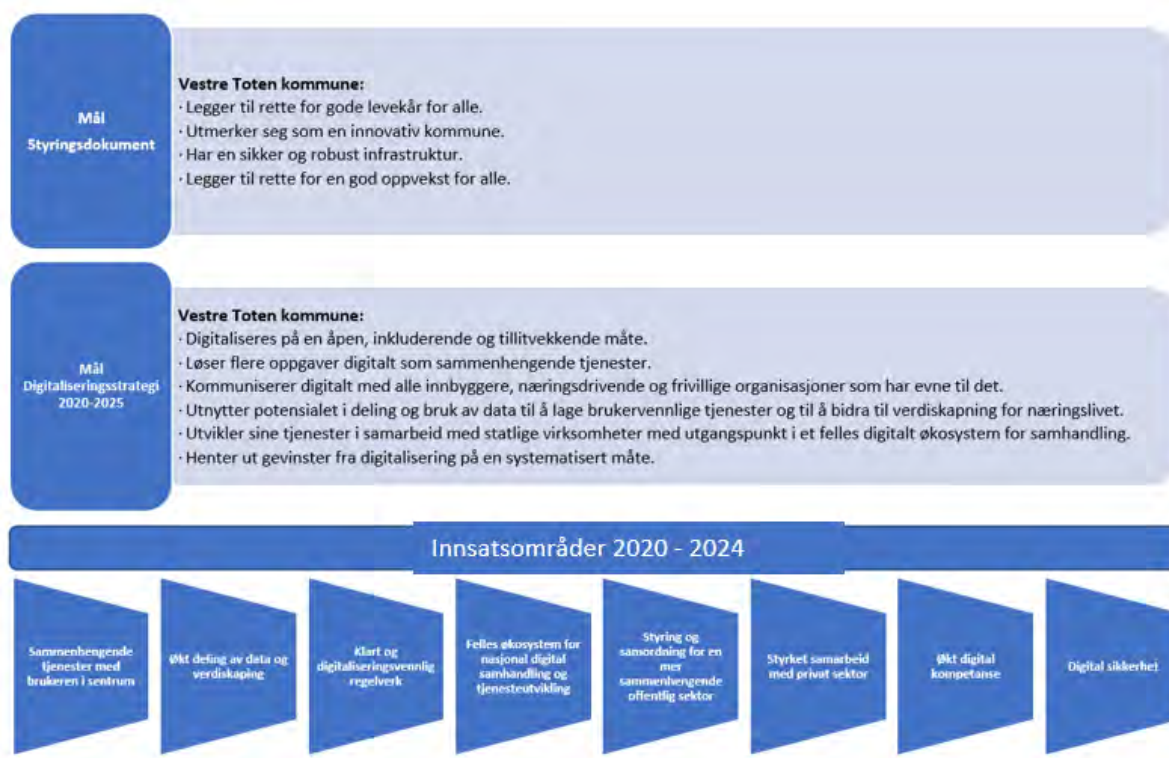 Mål
Styringsdokument
Vestre Toten kommune:
· Legger til rette for gode levekår for alle.
· Utmerker seg som en innovativ kommune.
· Har en sikker og robust infrastruktur.
· Legger til rette for en god oppvekst for alle.
Mål
Digitaliseringsstrategi
2020-2025
Vestre Toten kommune:
· Digitaliseres på en åpen, inkluderende og tillitvekkende måte.
· Løser flere oppgaver digitalt som sammenhengende tjenester.
· Kommuniserer digitalt med alle innbyggere, næringsdrivende og frivillige organisasjoner som har evne til det.
· Utnytter potensialet i deling og bruk av data til å lage brukervennlige tjenester og til å bidra til verdiskapning for næringslivet.
· Utvikler sine tjenester i samarbeid med statlige virksomheter med utgangspunkt i et felles digitalt økosystem for samhandling.
· Henter ut gevinster fra digitalisering på en systematisert måte.
Innsatsområder 2020 - 2024
Sammenhengende
tjenester med
brukeren i sentrum
Økt deling av data og
verdiskaping
Klart og
digitaliseringsvennlig
regelverk
Felles økosystem for
nasjonal digital
samhandling og
tjenesteutvikling
Styring og
samordning for en
mer
sammenhengende
offentlig sektor
Styrket samarbeid
med privat sektor
Økt digital
kompetanse
Digital sikkerhet